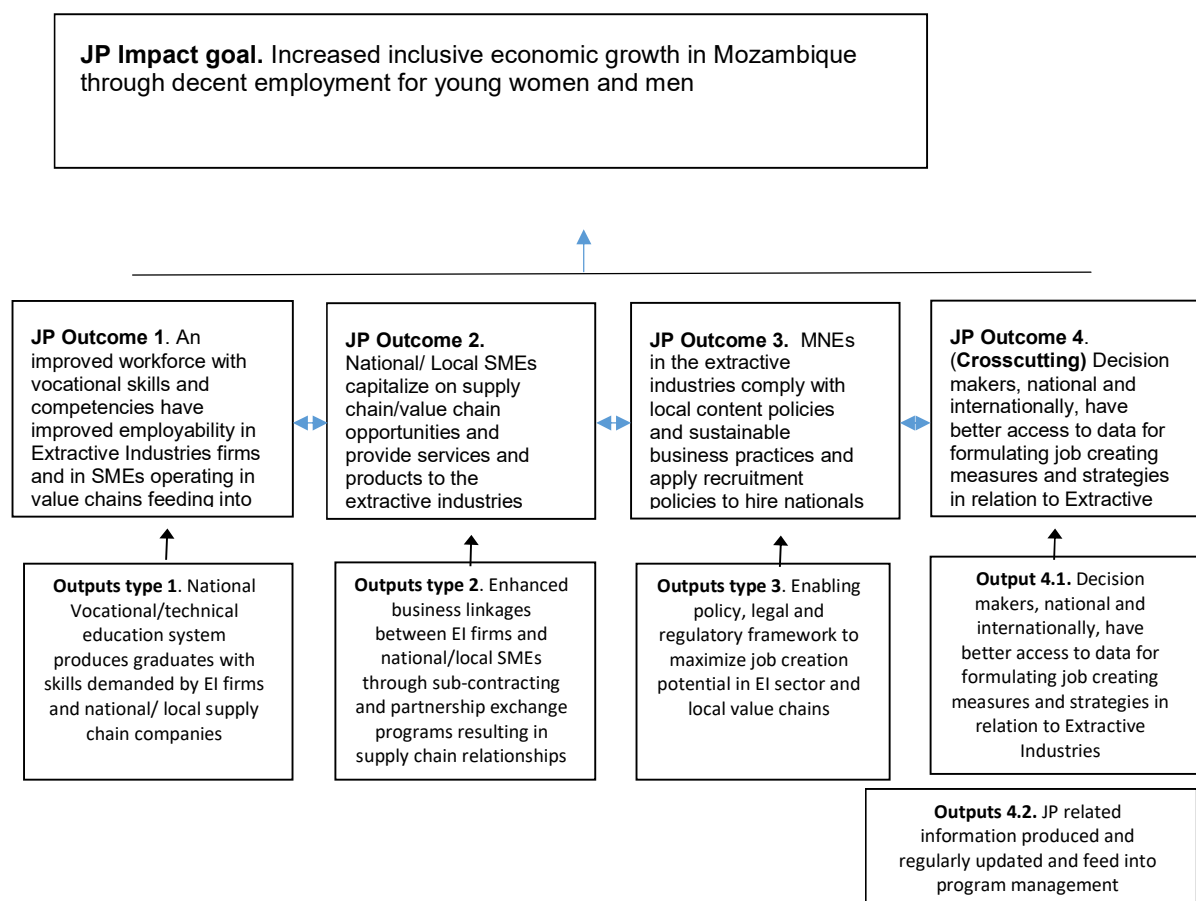 JP Impact goal. Increased inclusive economic growth in Mozambique
through decent employment for young women and men
JP Outcome 1. An
improved workforce with
vocational skills and
competencies have
improved employability in
Extractive Industries firms
and in SMEs operating in
value chains feeding into
JP Outcome 2.
National/ Local SMEs
capitalize on supply
chain/value chain
opportunities and
provide services and
products to the
extractive industries
JP Outcome 3. MNEs
in the extractive
industries comply with
local content policies
and sustainable
business practices and
apply recruitment
policies to hire nationals
JP Outcome 4.
(Crosscutting) Decision
makers, national and
internationally, have
better access to data for
formulating job creating
measures and strategies
in relation to Extractive
Outputs type 1. National
Vocational/technical
education system
produces graduates with
skills demanded by EI firms
and national/ local supply
chain companies
Outputs type 2. Enhanced
business linkages
between EI firms and
national/local SMEs
through sub-contracting
and partnership exchange
programs resulting in
supply chain relationships
Outputs type 3. Enabling
policy, legal and
regulatory framework to
maximize job creation
potential in EI sector and
local value chains
Output 4.1. Decision
makers, national and
internationally, have
better access to data for
formulating job creating
measures and strategies in
relation to Extractive
Industries
Outputs 4.2. JP related
information produced and
regularly updated and feed into
program management